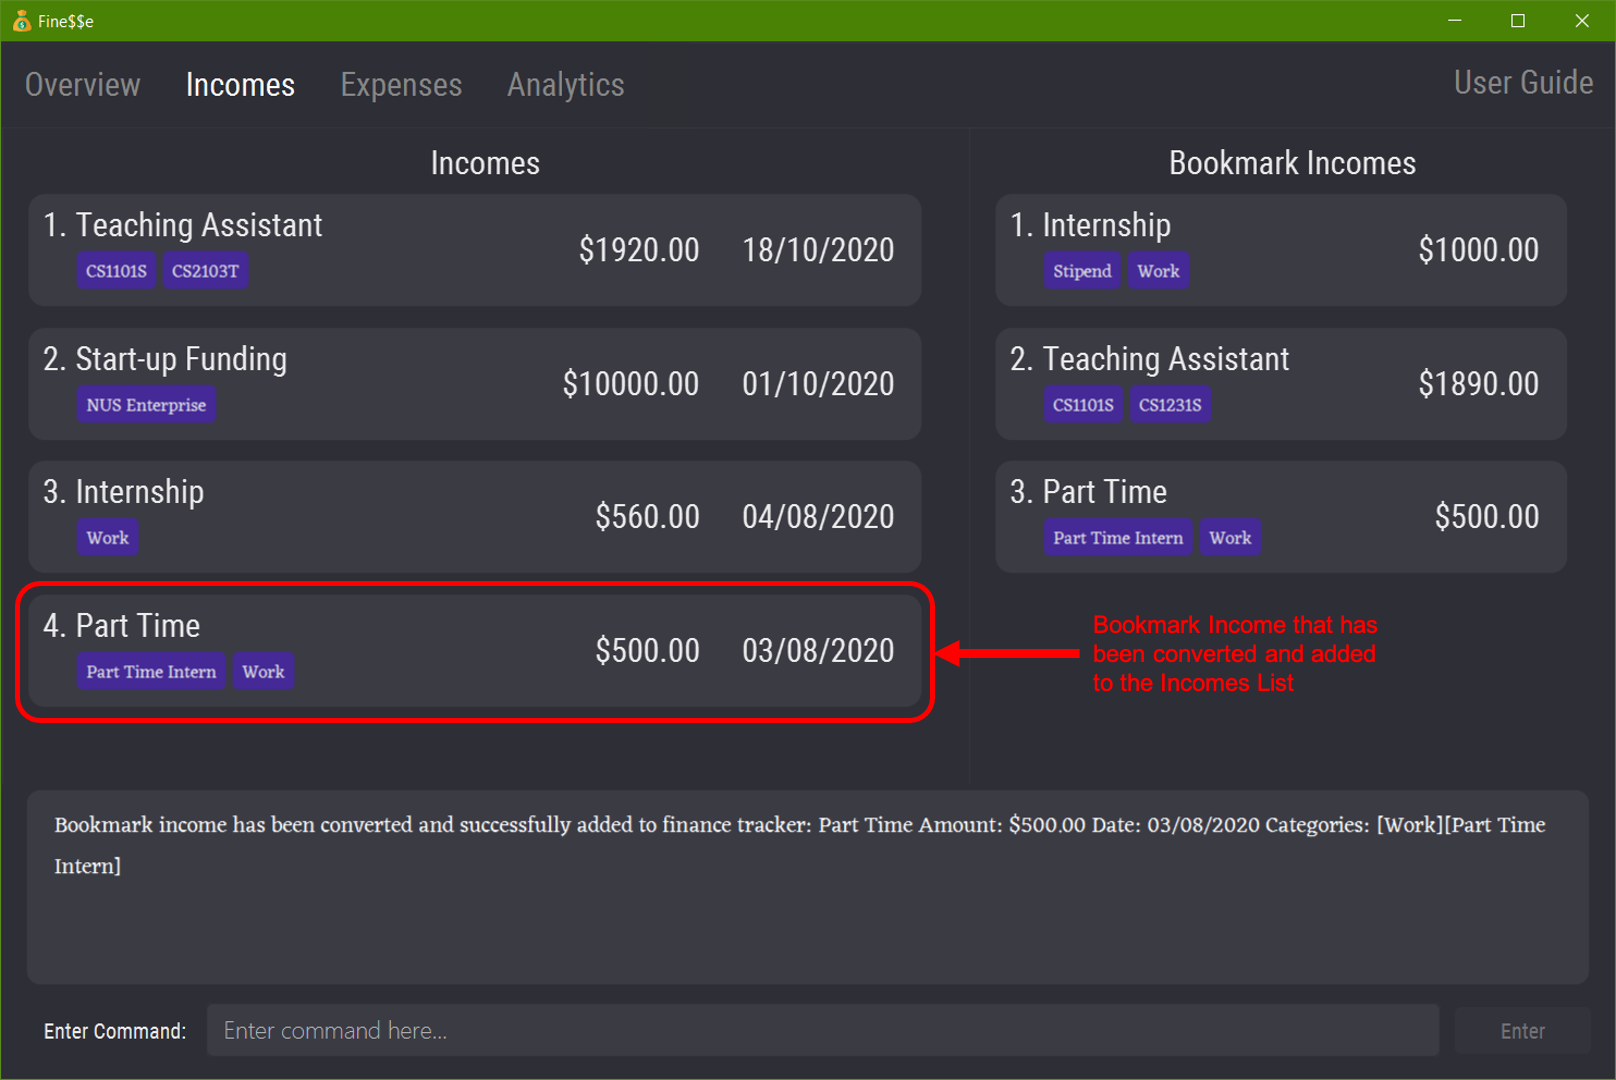 Fine$$e
Overview Incomes Expenses Analytics User Guide
Incomes
1. Teaching Assistant
CS1101S CS2103T
$1920.00 18/10/2020
2. Start-up Funding
NUS Enterprise
$10000.00 01/10/2020
3. Internship
Work
$560.00 04/08/2020
4. Part Time
Part Time Intern Work
$500.00 03/08/2020
Bookmark Incomes
1. Internship
Stipend Work
$1000.00
2. Teaching Assistant
CS1101S CS1231S
$1890.00
3. Part Time
Part Time Intern Work
$500.00
Bookmark Income that has
been converted and added
to the Incomes List
Bookmark income has been converted and successfully added to finance tracker: Part Time Amount: $500.00 Date: 03/08/2020 Categories: [Work][Part Time
Intern]
Enter Command: Enter command here... Enter